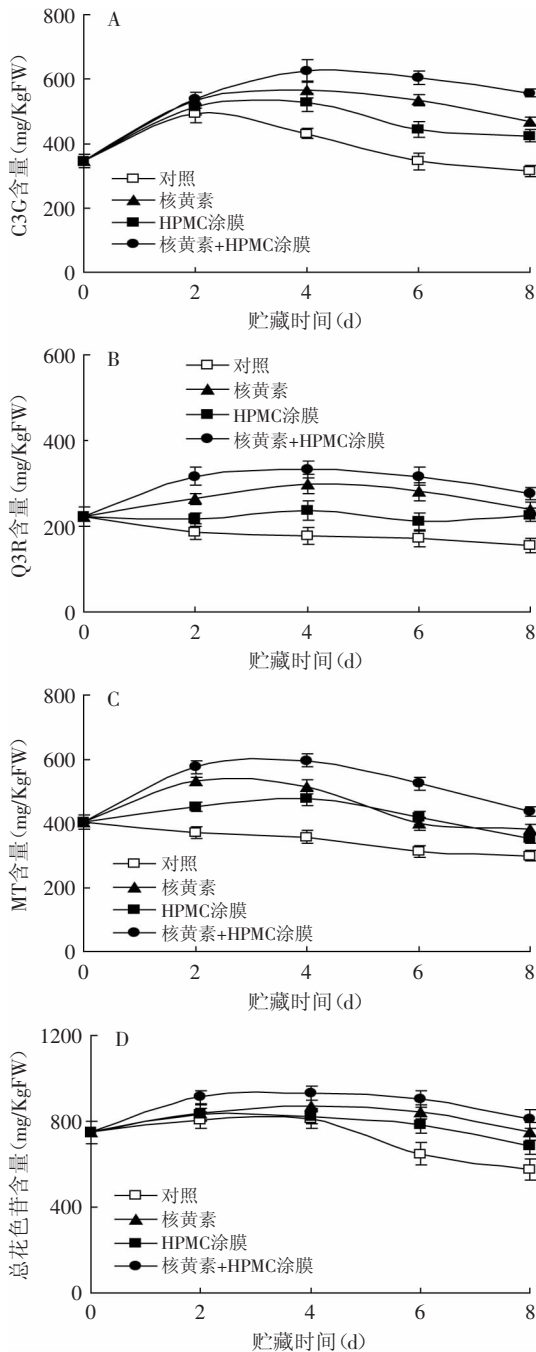 A
800
600
400
200
0
C3G含量(mg/KgFW)
对照
核黄素
HPMC涂膜
核黄素+HPMC涂膜
0 2 4 6 8
贮藏时间(d)
B
600
400
200
0
Q3R含量(mg/KgFW)
对照
核黄素
HPMC涂膜
核黄素+HPMC涂膜
0 2 4 6 8
贮藏时间(d)
C
800
600
400
200
0
MT含量(mg/KgFW)
对照
核黄素
HPMC涂膜
核黄素+HPMC涂膜
0 2 4 6 8
贮藏时间(d)
D
1200
800
400
0
总花色苷含量(mg/KgFW)
对照
核黄素
HPMC涂膜
核黄素+HPMC涂膜
0 2 4 6 8
贮藏时间(d)